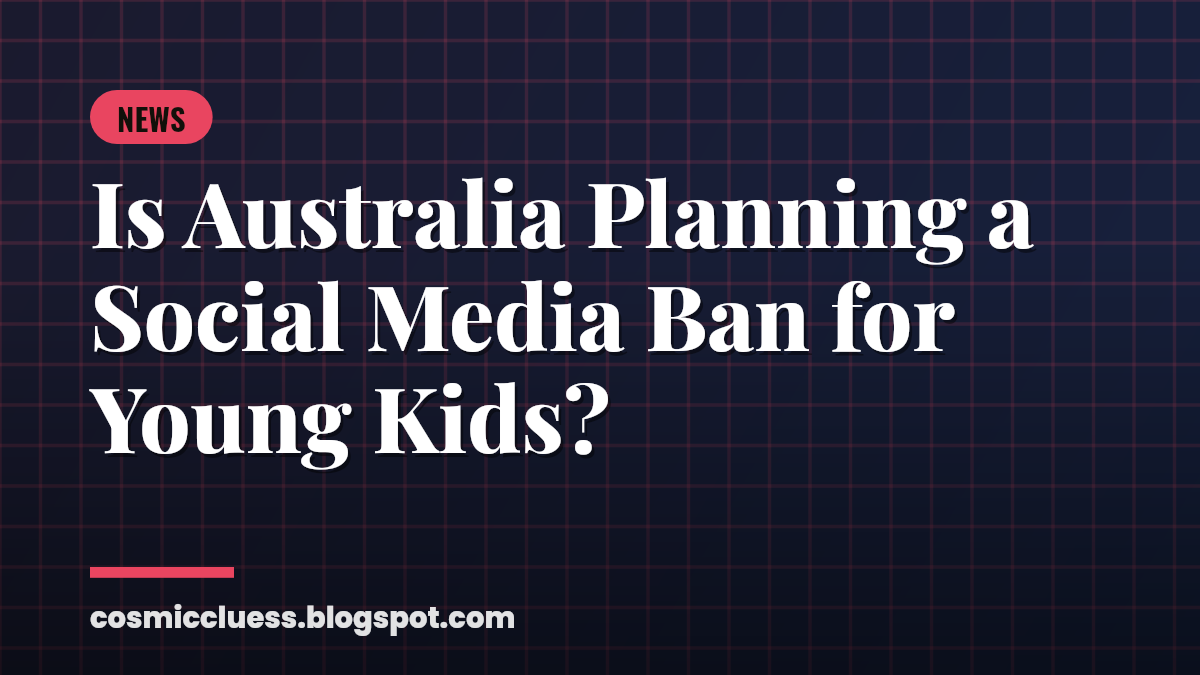 NEWS
Is Australia Planning a
Social Media Ban for
Young Kids?
cosmiccluess.blogspot.com